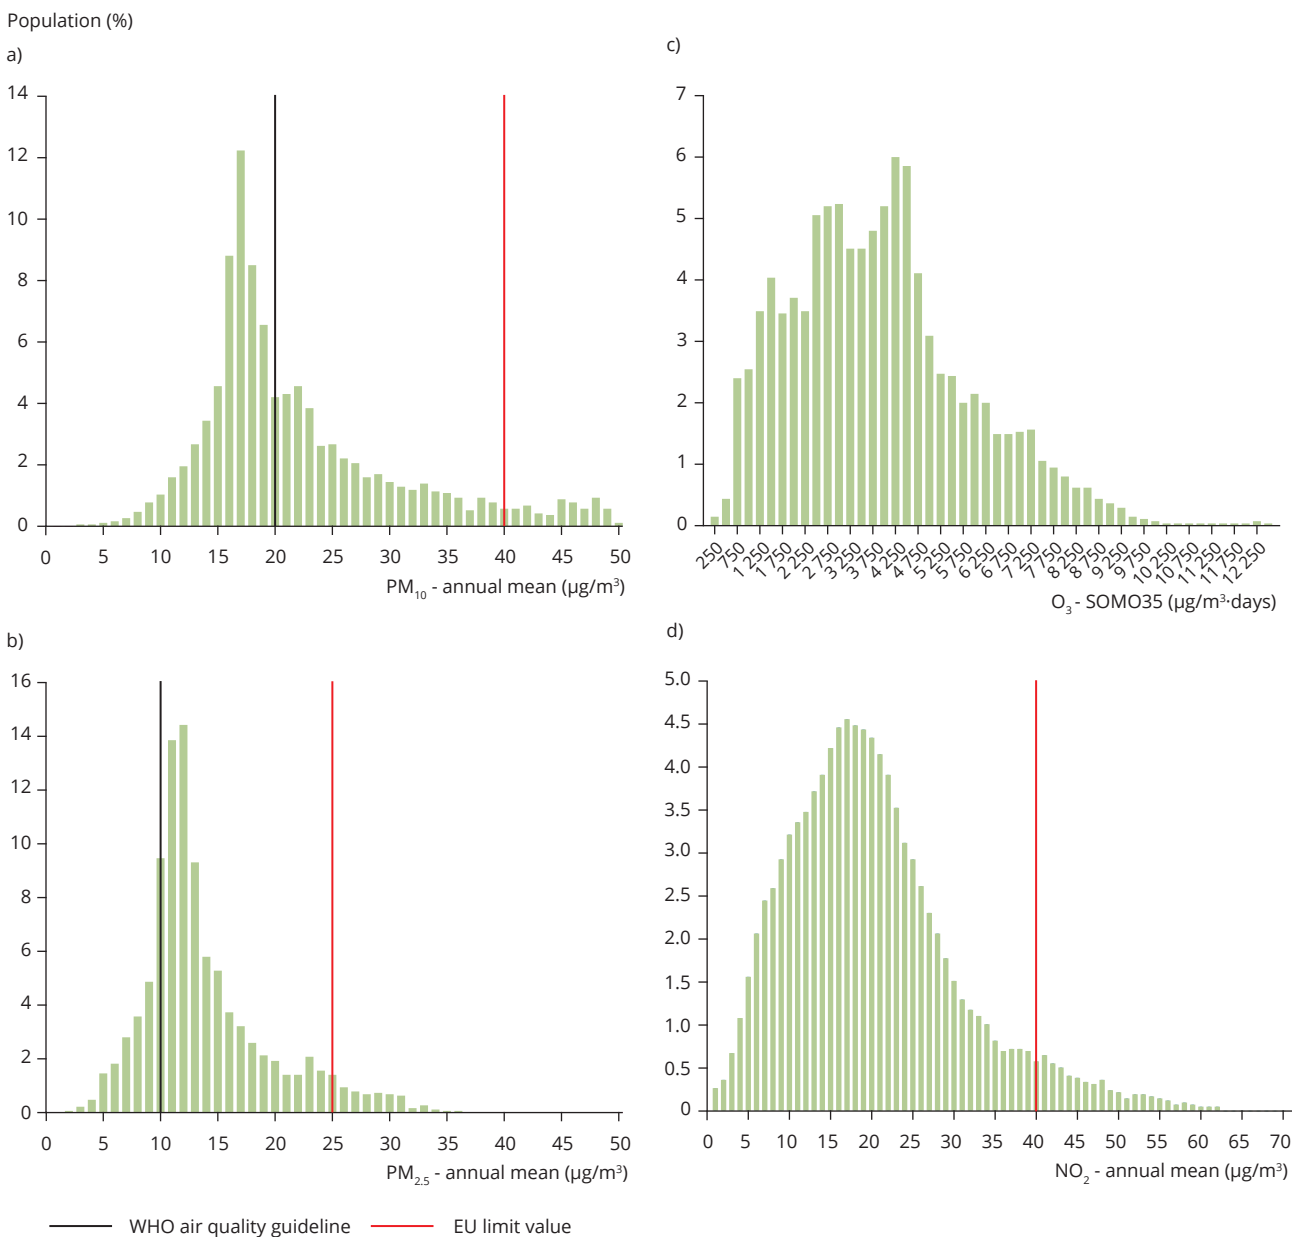 Population (%)
a)
14
12
10
8
6
4
2
0
0 5 10 15 20 25 30 35 40 45 50
PM10 - annual mean (µg/m³)
c)
7
6
5
4
3
2
1
0
250 750 1 250 1 750 2 250 2 750 3 250 3 750 4 250 4 750 5 250 5 750 6 250 6 750 7 250 7 750 8 250 8 750 9 250 9 750 10 250 10 750 11 250 11 750 12 250
O3 - SOMO35 (µg/m³·days)
b)
16
14
12
10
8
6
4
2
0
0 5 10 15 20 25 30 35 40 45 50
PM2.5 - annual mean (µg/m³)
d)
5.0
4.5
4.0
3.5
3.0
2.5
2.0
1.5
1.0
0.5
0
0 5 10 15 20 25 30 35 40 45 50 55 60 65 70
NO2 - annual mean (µg/m³)
WHO air quality guideline EU limit value